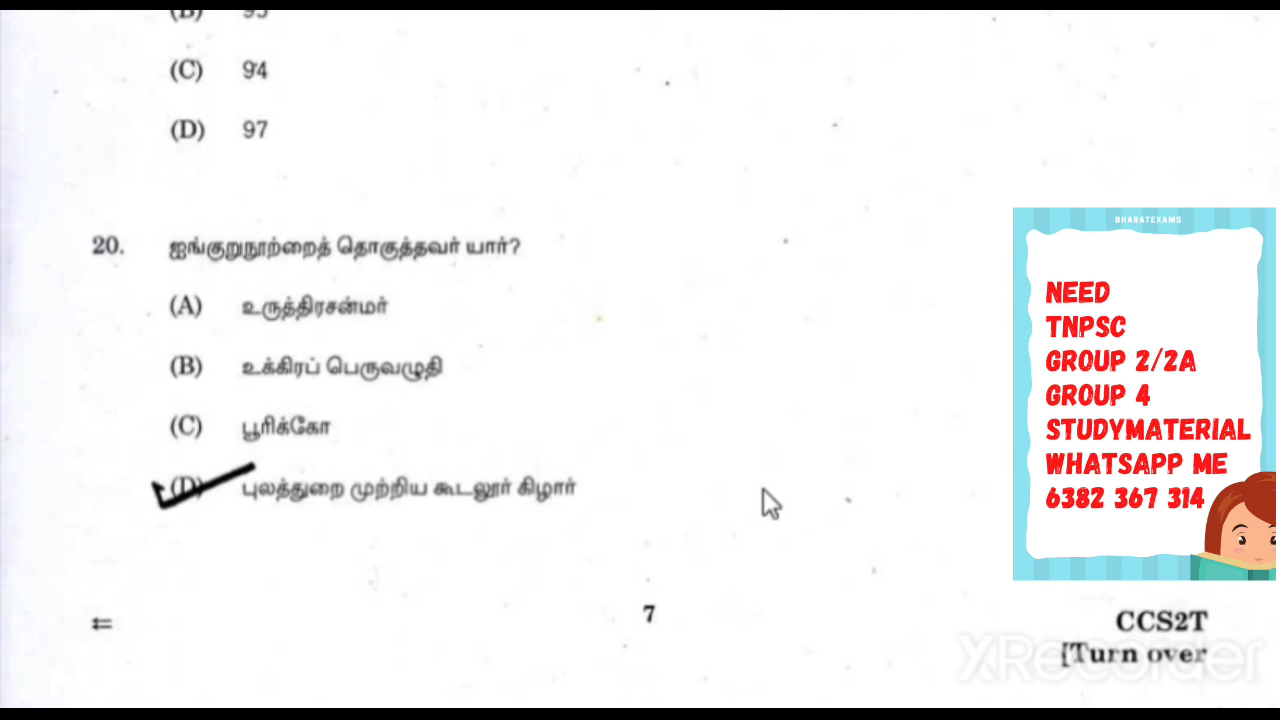 (B) 95
(C) 94
(D) 97
20. ஐங்குறுநூற்றைத் தொகுத்தவர் யார்?
(A) உருத்திரசன்மர்
(B) உக்கிரப் பெருவழுதி
(C) பூரிக்கோ
(D) புலத்துறை முற்றிய கூடலூர் கிழார்
⇐
7
CCS2T
[Turn over
BHARATEXAMS
NEED
TNPSC
GROUP 2/2A
GROUP 4
STUDYMATERIAL
WHATSAPP ME
6382 367 314
XRecorder